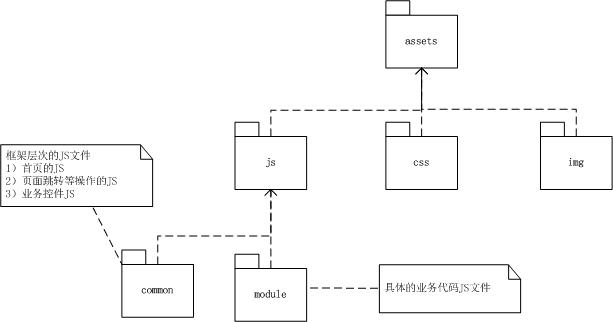 assets
js
css
img
框架层次的JS文件
1）首页的JS
2）页面跳转等操作的JS
3）业务控件JS
common
module
具体的业务代码JS文件